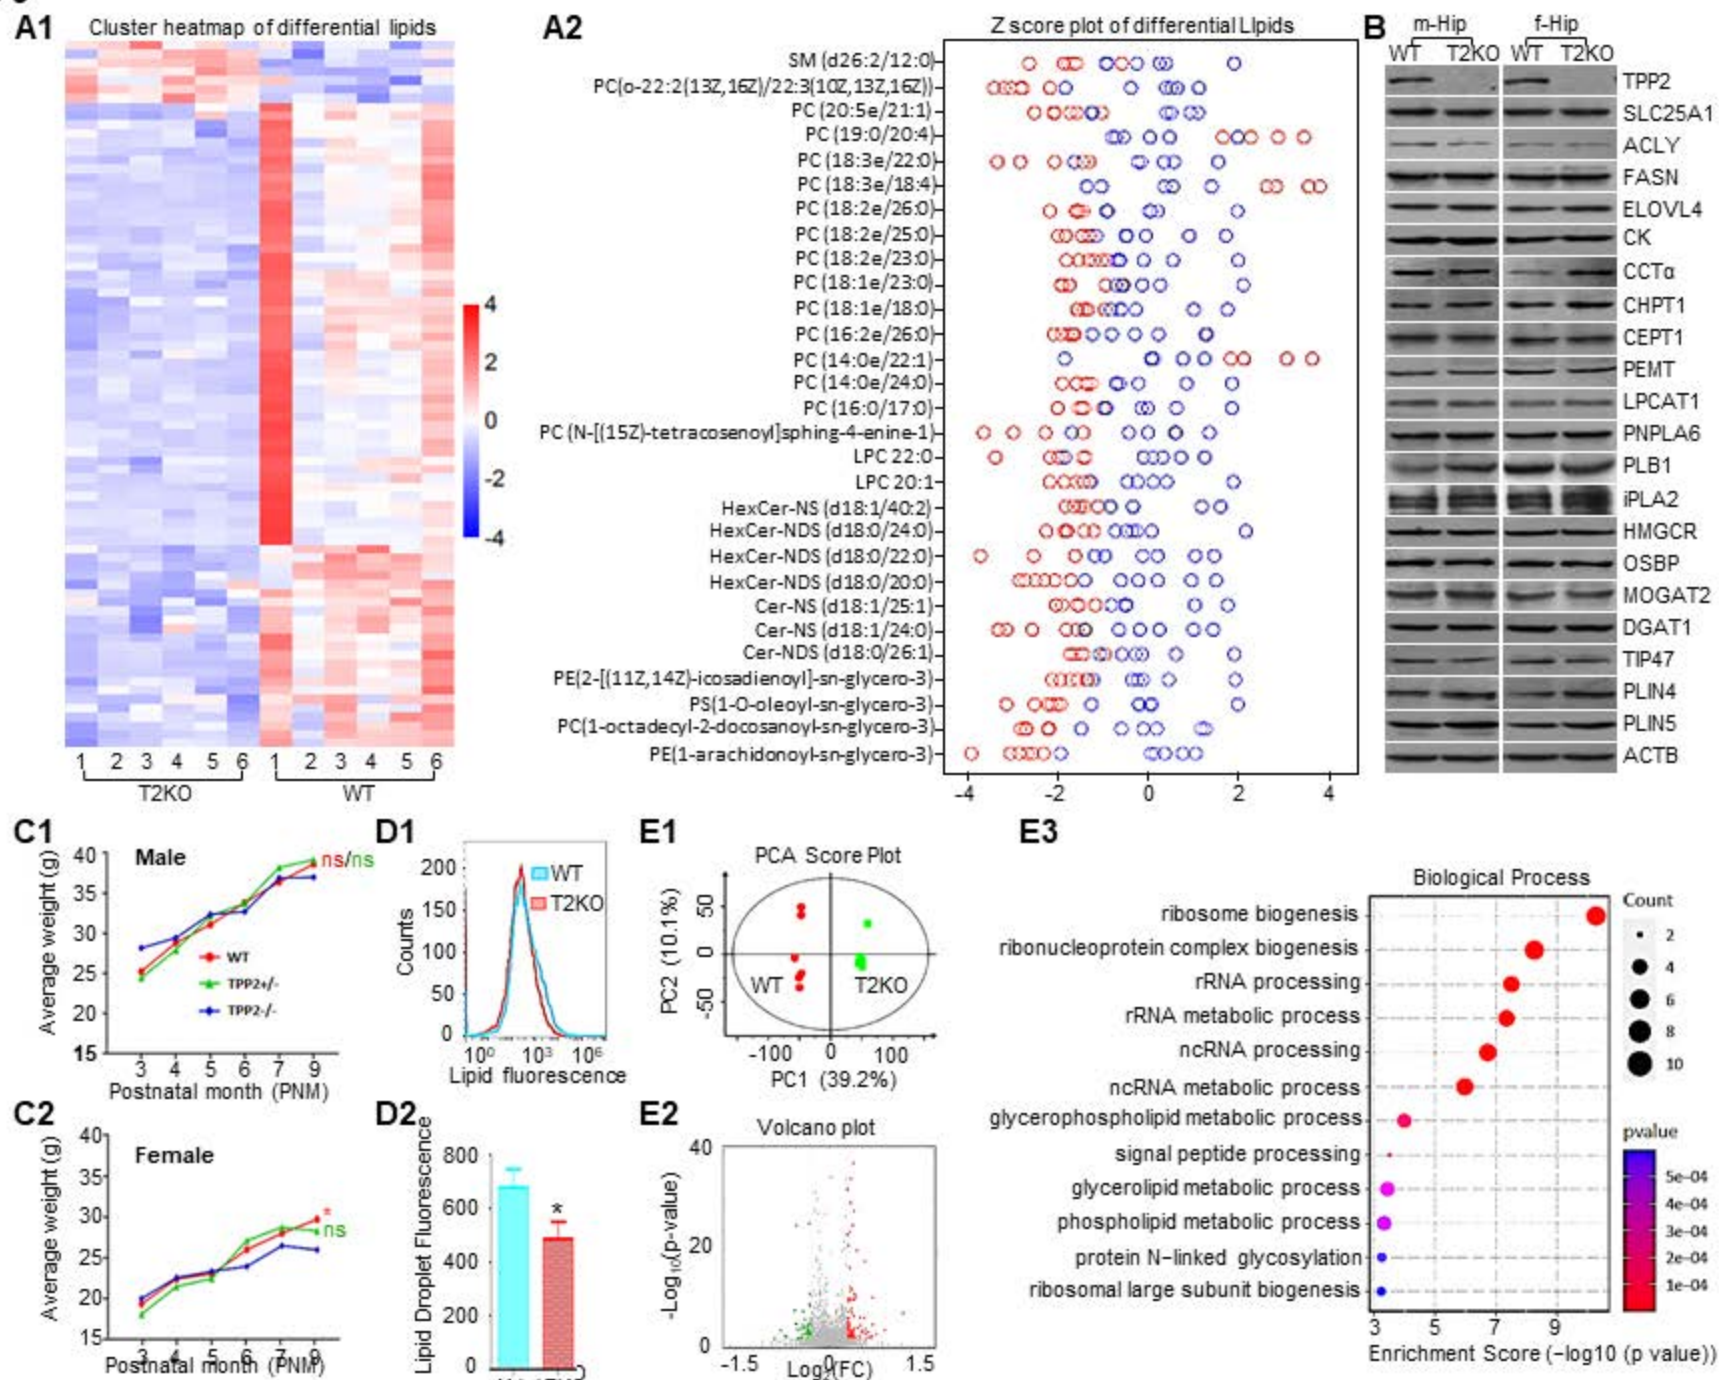 A1
Cluster heatmap of differential lipids
4
2
0
-2
-4
1 2 3 4 5 6 1 2 3 4 5 6
T2KO WT
A2
Z score plot of differential LIpids
SM (d26:2/12:0)
PC(o-22:2(13Z,16Z)/22:3(10Z,13Z,16Z))
PC (20:5e/21:1)
PC (19:0/20:4)
PC (18:3e/22:0)
PC (18:3e/18:4)
PC (18:2e/26:0)
PC (18:2e/25:0)
PC (18:2e/23:0)
PC (18:1e/23:0)
PC (18:1e/18:0)
PC (16:2e/26:0)
PC (14:0e/22:1)
PC (14:0e/24:0)
PC (16:0/17:0)
PC (N-[(15Z)-tetracosenoyl]sphing-4-enine-1)
LPC 22:0
LPC 20:1
HexCer-NS (d18:1/40:2)
HexCer-NDS (d18:0/24:0)
HexCer-NDS (d18:0/22:0)
HexCer-NDS (d18:0/20:0)
Cer-NS (d18:1/25:1)
Cer-NS (d18:1/24:0)
Cer-NDS (d18:0/26:1)
PE(2-[(11Z,14Z)-icosadienoyl]-sn-glycero-3)
PS(1-O-oleoyl-sn-glycero-3)
PC(1-octadecyl-2-docosanoyl-sn-glycero-3)
PE(1-arachidonoyl-sn-glycero-3)
-4 -2 0 2 4
B
m-Hip f-Hip
WT T2KO WT T2KO
TPP2
SLC25A1
ACLY
FASN
ELOVL4
CK
CCTα
CHPT1
CEPT1
PEMT
LPCAT1
PNPLA6
PLB1
iPLA2
HMGCR
OSBP
MOGAT2
DGAT1
TIP47
PLIN4
PLIN5
ACTB
C1
Average weight (g)
Male
ns/ns
40
35
30
25
20
15
WT
TPP2+/-
TPP2-/-
3 4 5 6 7 9
Postnatal month (PNM)
C2
Average weight (g)
Female
*
ns
40
35
30
25
20
15
3 4 5 6 7 9
Postnatal month (PNM)
D1
Counts
200
150
100
50
0
WT
T2KO
10⁰ 10³ 10⁶
Lipid fluorescence
D2
Lipid Droplet Fluorescence
800
600
400
200
0
*
E1
PCA Score Plot
PC2 (10.1%)
50
0
-50
WT T2KO
-100 0 100
PC1 (39.2%)
E2
Volcano plot
-Log₁₀(p-value)
40
20
0
-1.5 0 1.5
Log₂(FC)
E3
Biological Process
ribosome biogenesis
ribonucleoprotein complex biogenesis
rRNA processing
rRNA metabolic process
ncRNA processing
ncRNA metabolic process
glycerophospholipid metabolic process
signal peptide processing
glycerolipid metabolic process
phospholipid metabolic process
protein N−linked glycosylation
ribosomal large subunit biogenesis
3 5 7 9
Enrichment Score (−log10 (p value))
Count
2
4
6
8
10
pvalue
5e−04
4e−04
3e−04
2e−04
1e−04